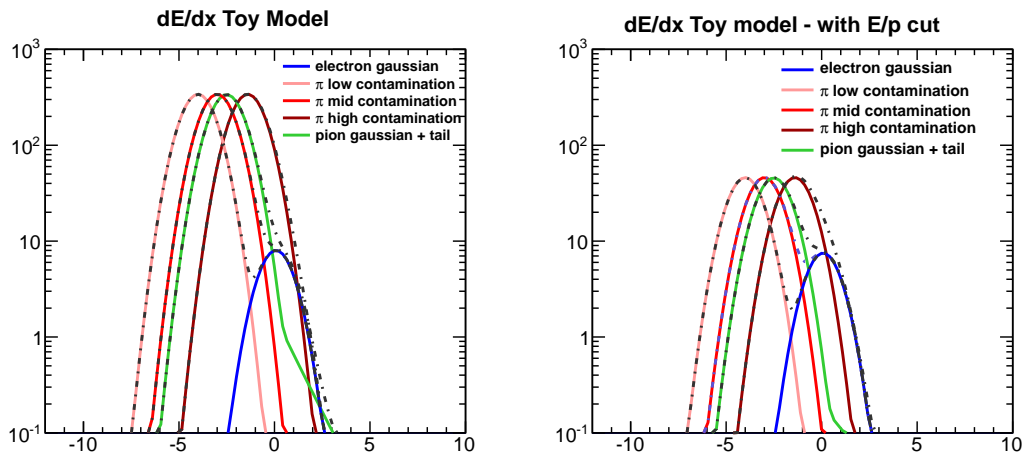 dE/dx Toy Model
10³
10²
10
1
10⁻¹
-10 -5 0 5 10
electron gaussian
π low contamination
π mid contamination
π high contamination
pion gaussian + tail
dE/dx Toy model - with E/p cut
10³
10²
10
1
10⁻¹
-10 -5 0 5 10
electron gaussian
π low contamination
π mid contamination
π high contamination
pion gaussian + tail